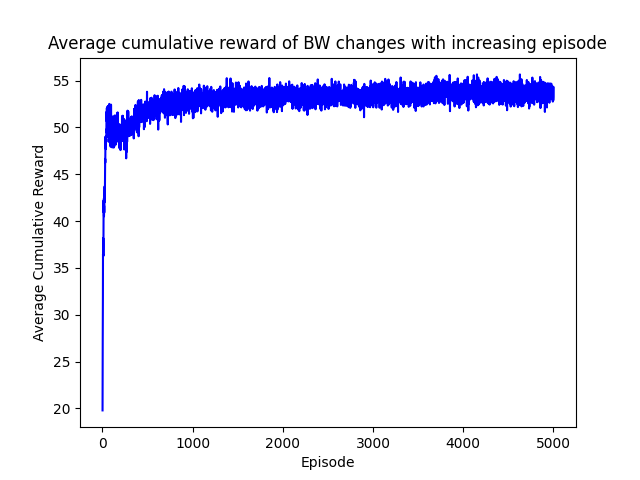 Average cumulative reward of BW changes with increasing episode
55
50
45
40
35
30
25
20
Average Cumulative Reward
0 1000 2000 3000 4000 5000
Episode